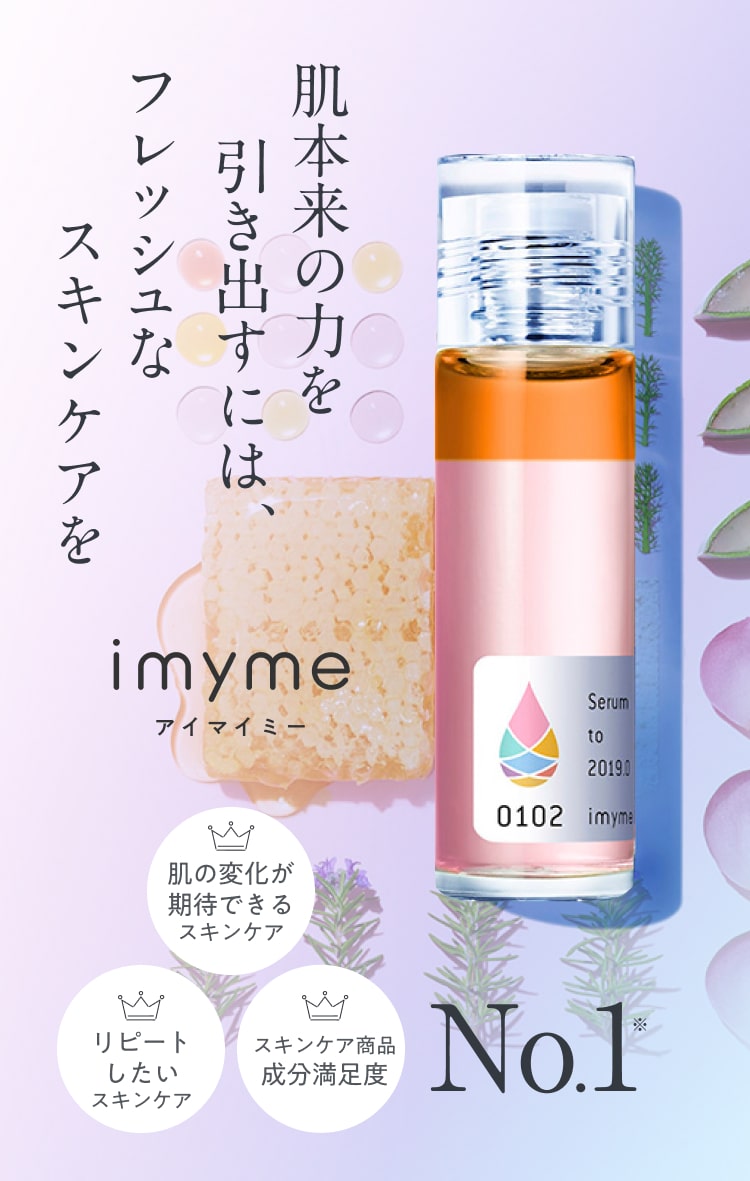 肌本来の力を
引き出すには、
フレッシュな
スキンケアを
imyme
アイマイミー
Serum
to
2019.0
0102
imyme
肌の変化が
期待できる
スキンケア
リピート
したい
スキンケア
スキンケア商品
成分満足度
No.1※